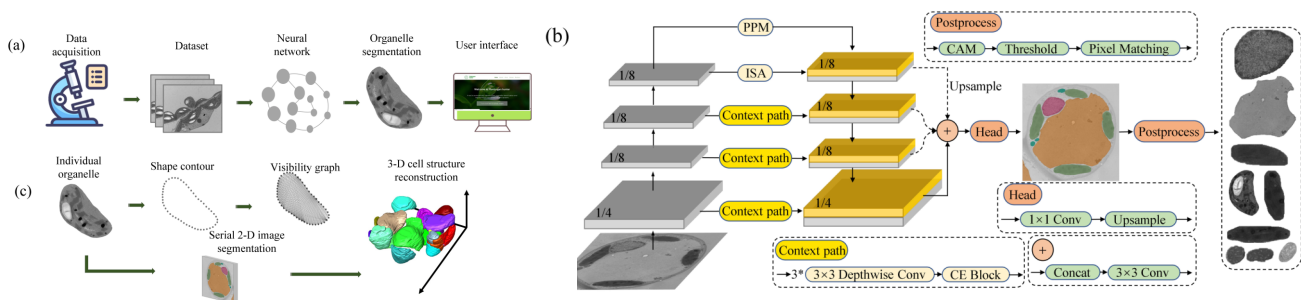 (a)
Data
acquisition
Dataset
Neural
network
Organelle
segmentation
User interface
(c)
Individual
organelle
Shape contour
Visibility graph
3-D cell structure
reconstruction
Serial 2-D image
segmentation
(b)
PPM
1/8
ISA
1/8
1/8
Context path
1/8
1/8
Context path
1/8
1/4
Context path
1/4
Upsample
+
Head
Postprocess
Postprocess
CAM
Threshold
Pixel Matching
Head
1×1 Conv
Upsample
Context path
3*
3×3 Depthwise Conv
CE Block
+
Concat
3×3 Conv